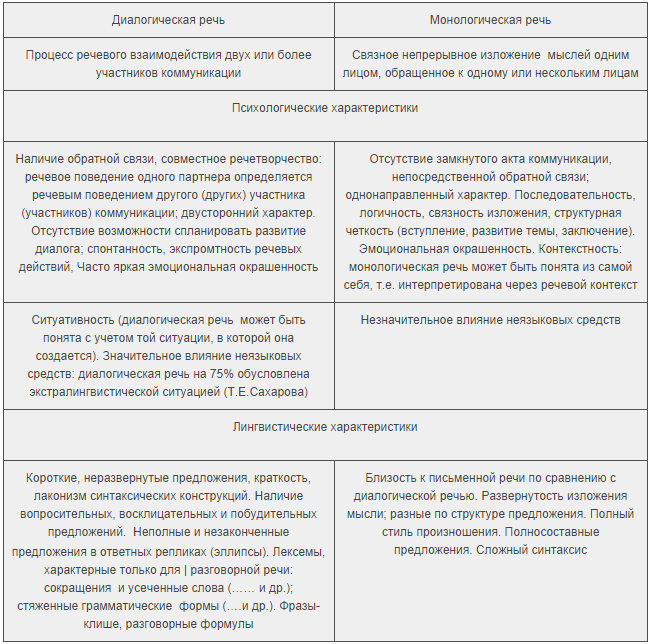 Диалогическая речь
Монологическая речь
Процесс речевого взаимодействия двух или более
участников коммуникации
Связное непрерывное изложение мыслей одним
лицом, обращенное к одному или нескольким лицам
Психологические характеристики
Наличие обратной связи, совместное речетворчество:
речевое поведение одного партнера определяется
речевым поведением другого (других) участника
(участников) коммуникации; двусторонний характер.
Отсутствие возможности спланировать развитие
диалога; спонтанность, экспромтность речевых
действий, Часто яркая эмоциональная окрашенность
Отсутствие замкнутого акта коммуникации,
непосредственной обратной связи;
однонаправленный характер. Последовательность,
логичность, связность изложения, структурная
четкость (вступление, развитие темы, заключение).
Эмоциональная окрашенность. Контекстность:
монологическая речь может быть понята из самой
себя, т.е. интерпретирована через речевой контекст
Ситуативность (диалогическая речь может быть
понята с учетом той ситуации, в которой она
создается). Значительное влияние неязыковых
средств: диалогическая речь на 75% обусловлена
экстралингвистической ситуацией (Т.Е.Сахарова)
Незначительное влияние неязыковых средств
Лингвистические характеристики
Короткие, неразвернутые предложения, краткость,
лаконизм синтаксических конструкций. Наличие
вопросительных, восклицательных и побудительных
предложений. Неполные и незаконченные
предложения в ответных репликах (эллипсы). Лексемы,
характерные только для | разговорной речи:
сокращения и усеченные слова (…… и др.);
стяженные грамматические формы (….и др.). Фразы-
клише, разговорные формулы
Близость к письменной речи по сравнению с
диалогической речью. Развернутость изложения
мысли; разные по структуре предложения. Полный
стиль произношения. Полносоставные
предложения. Сложный синтаксис